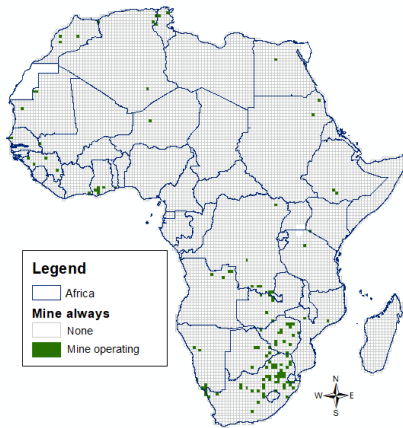 Legend
Africa
Mine always
None
Mine operating
N
W E
S